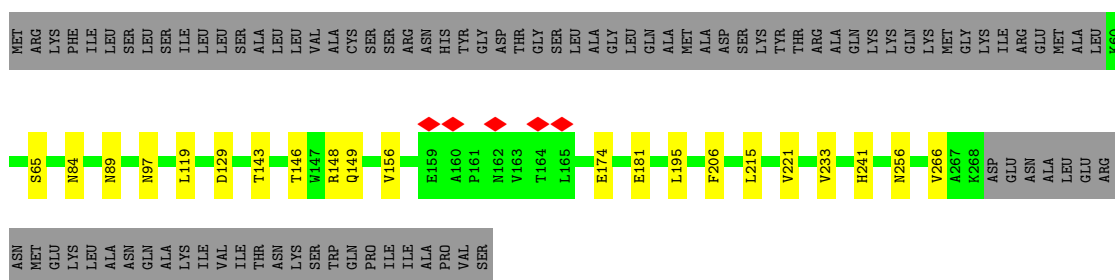 MET ARG LYS PHE ILE LEU SER LEU SER ILE LEU LEU SER ALA LEU LEU VAL ALA CYS SER SER ARG ASN HIS TYR GLY ASP THR GLY SER LEU ALA GLY LEU GLN ALA MET ALA ASP SER LYS TYR THR ARG ALA GLN LYS LYS GLN LYS MET GLY LYS ILE ARG GLU MET ALA LEU K60
S65 N84 N89 N97 L119 D129 T143 T146 W147 R148 Q149 V156 E159 A160 P161 N162 V163 T164 L165 E174 E181 L195 F206 L215 V221 V233 H241 N256 V266 A267 K268 ASP GLU ASN ALA LEU GLU ARG
ASN MET GLU LYS LEU ALA ASN GLN ALA LYS ILE VAL ILE THR ASN LYS SER TRP GLN PRO ILE ILE ALA PRO VAL SER